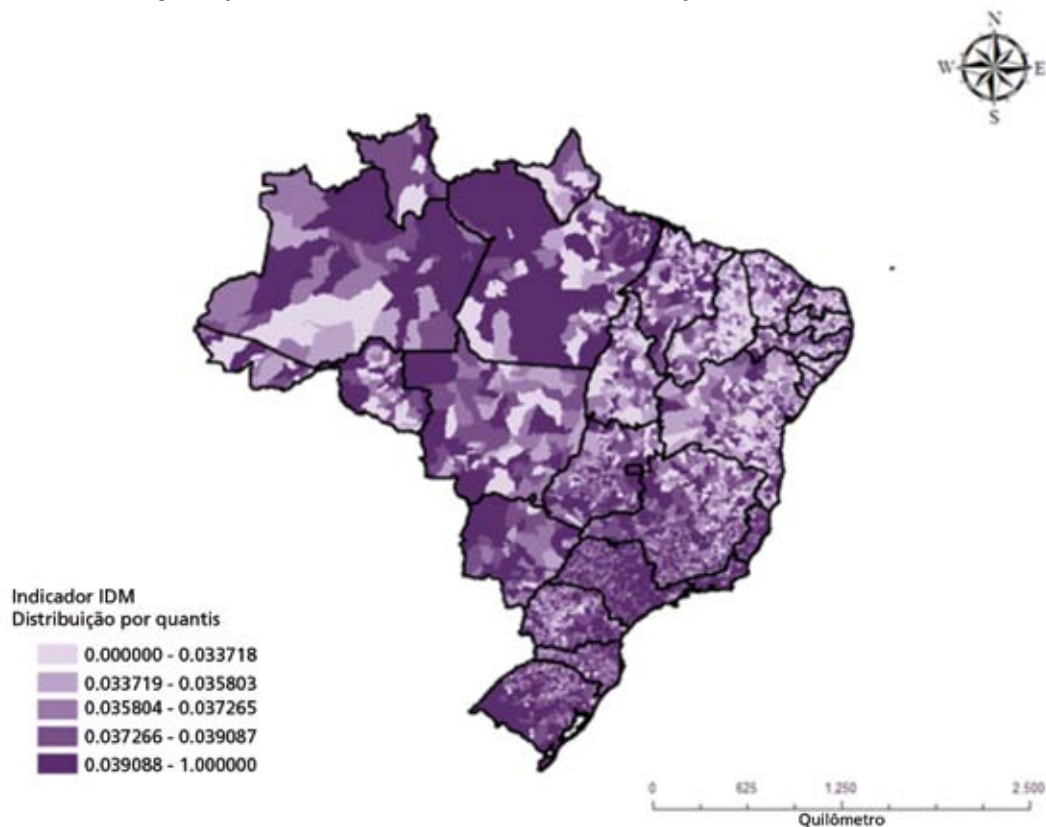 N
W E
S
Indicador IDM
Distribuição por quantis
0.000000 - 0.033718
0.033719 - 0.035803
0.035804 - 0.037265
0.037266 - 0.039087
0.039088 - 1.000000
0 625 1.250 2.500
Quilômetro